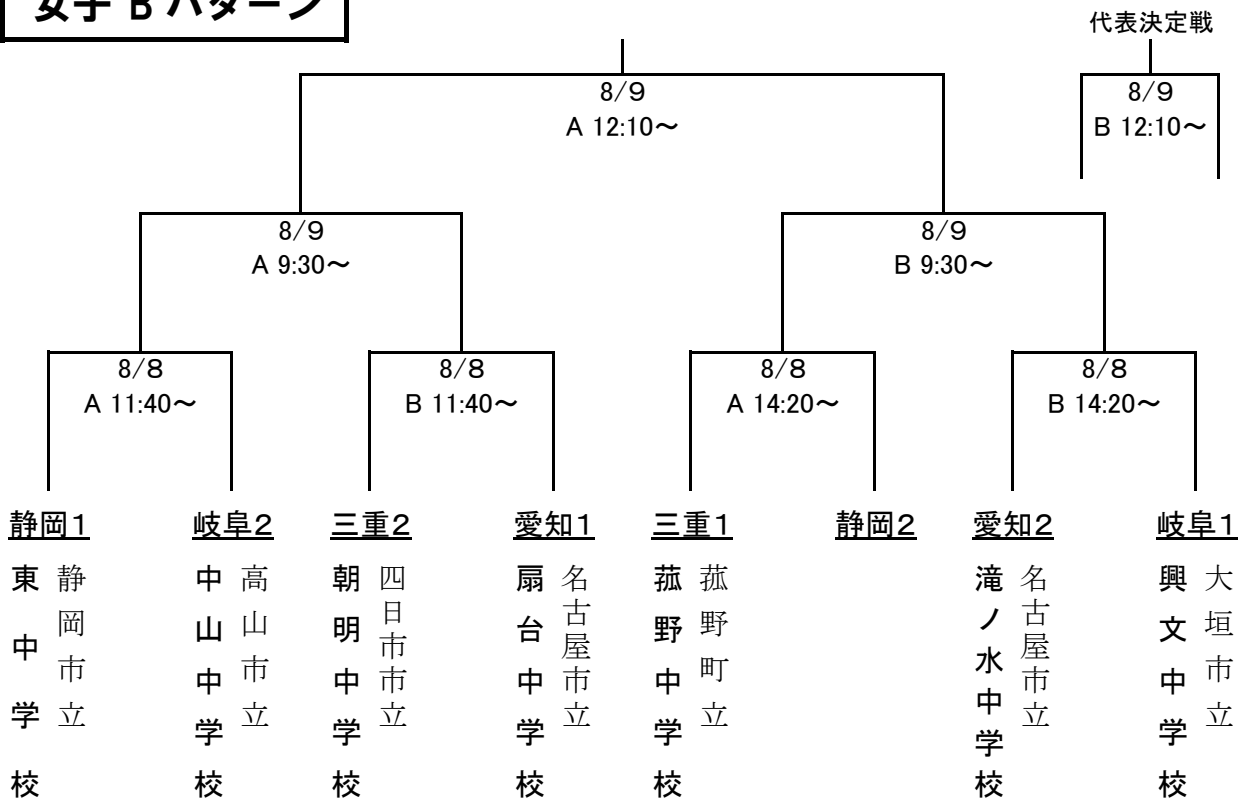 女子 B パターン
代表決定戦
8/9
A 12:10～
8/9
B 12:10～
8/9
A 9:30～
8/9
B 9:30～
8/8
A 11:40～
8/8
B 11:40～
8/8
A 14:20～
8/8
B 14:20～
静岡1
岐阜2
三重2
愛知1
三重1
静岡2
愛知2
岐阜1
静岡市立
東中学校
高山市立
中山中学校
四日市市立
朝明中学校
名古屋市立
扇台中学校
菰野町立
菰野中学校
名古屋市立
滝ノ水中学校
大垣市立
興文中学校